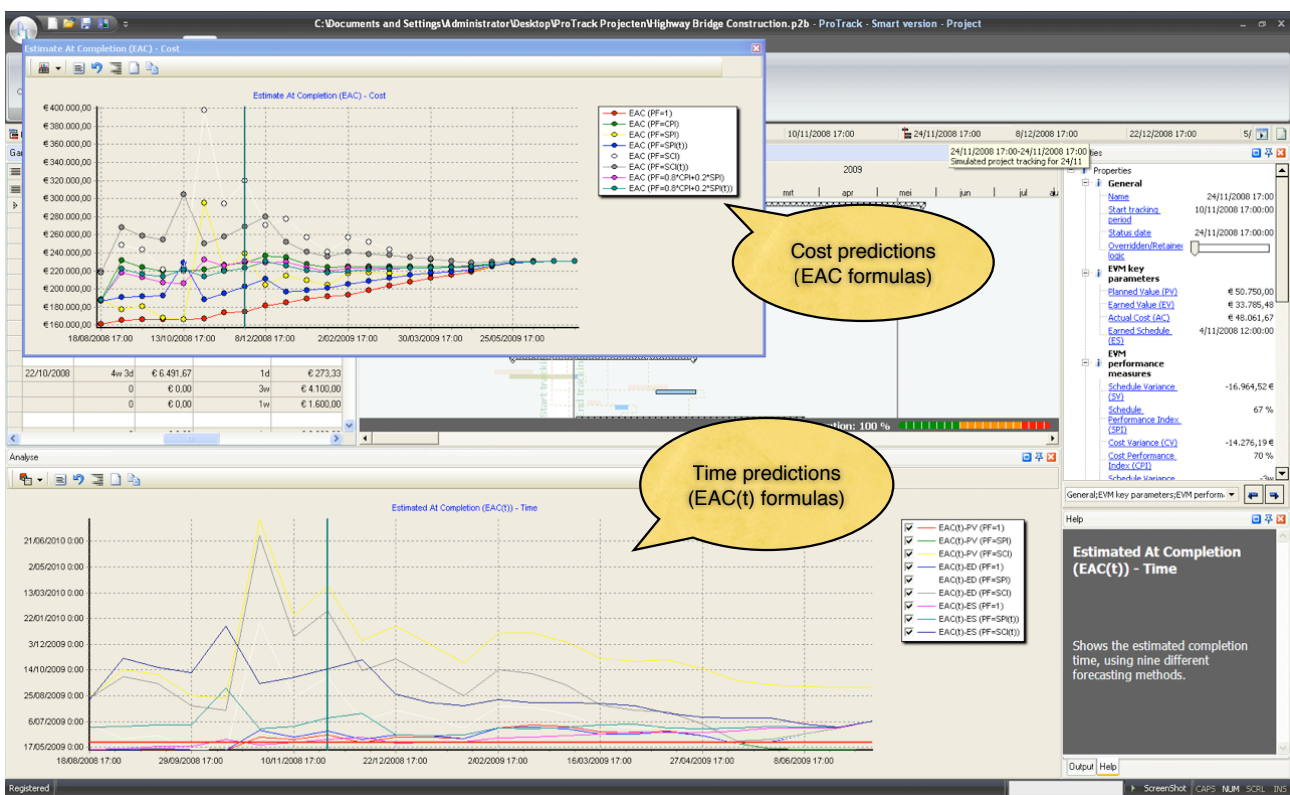 C:\Documents and Settings\Administrator\Desktop\ProTrack Projecten\Highway Bridge Construction.p2b - ProTrack - Smart version - Project
Estimate At Completion (EAC) - Cost
Estimate At Completion (EAC) - Cost
€ 400.000,00
€ 380.000,00
€ 360.000,00
€ 340.000,00
€ 320.000,00
€ 300.000,00
€ 280.000,00
€ 260.000,00
€ 240.000,00
€ 220.000,00
€ 200.000,00
€ 180.000,00
€ 160.000,00
18/08/2008 17:00
13/10/2008 17:00
8/12/2008 17:00
2/02/2009 17:00
30/03/2009 17:00
25/05/2009 17:00
EAC (PF=1)
EAC (PF=CPI)
EAC (PF=SPI)
EAC (PF=SPI(t))
EAC (PF=SCI)
EAC (PF=SCI(t))
EAC (PF=0.8*CPI+0.2*SPI)
EAC (PF=0.8*CPI+0.2*SPI(t))
10/11/2008 17:00
24/11/2008 17:00
8/12/2008 17:00
22/12/2008 17:00
5/
24/11/2008 17:00-24/11/2008 17:00
Simulated project tracking for 24/11
2009
mrt
apr
mei
jun
jul
Cost predictions
(EAC formulas)
22/10/2008 4w 3d € 6.491,67 1d € 273,33
0 € 0,00 3w € 4.100,00
0 € 0,00 1w € 1.600,00
Start tracking
End tracking
100 %
ties
Properties
General
Name 24/11/2008 17:00
Start tracking period 10/11/2008 17:00:00
Status date 24/11/2008 17:00:00
Overridden/Retained logic
EVM key parameters
Planned Value (PV) € 50.750,00
Earned Value (EV) € 33.785,48
Actual Cost (AC) € 48.061,67
Earned Schedule (ES) 4/11/2008 12:00:00
EVM performance measures
Schedule Variance (SV) -16.964,52 €
Schedule Performance Index (SPI) 67 %
Cost Variance (CV) -14.276,19 €
Cost Performance Index (CPI) 70 %
Schedule Variance -3w
General;EVM key parameters;EVM perform
Analyse
Estimated At Completion (EAC(t)) - Time
21/06/2010 0:00
2/05/2010 0:00
13/03/2010 0:00
22/01/2010 0:00
3/12/2009 0:00
14/10/2009 0:00
25/08/2009 0:00
6/07/2009 0:00
17/05/2009 0:00
18/08/2008 17:00
29/09/2008 17:00
10/11/2008 17:00
22/12/2008 17:00
2/02/2009 17:00
16/03/2009 17:00
27/04/2009 17:00
8/06/2009 17:00
Time predictions
(EAC(t) formulas)
EAC(t)-PV (PF=1)
EAC(t)-PV (PF=SPI)
EAC(t)-PV (PF=SCI)
EAC(t)-ED (PF=1)
EAC(t)-ED (PF=SPI)
EAC(t)-ED (PF=SCI)
EAC(t)-ES (PF=1)
EAC(t)-ES (PF=SPI(t))
EAC(t)-ES (PF=SCI(t))
Help
Estimated At Completion
(EAC(t)) - Time
Shows the estimated completion
time, using nine different
forecasting methods.
Output Help
Registered
ScreenShot CAPS NUM SCRL INS